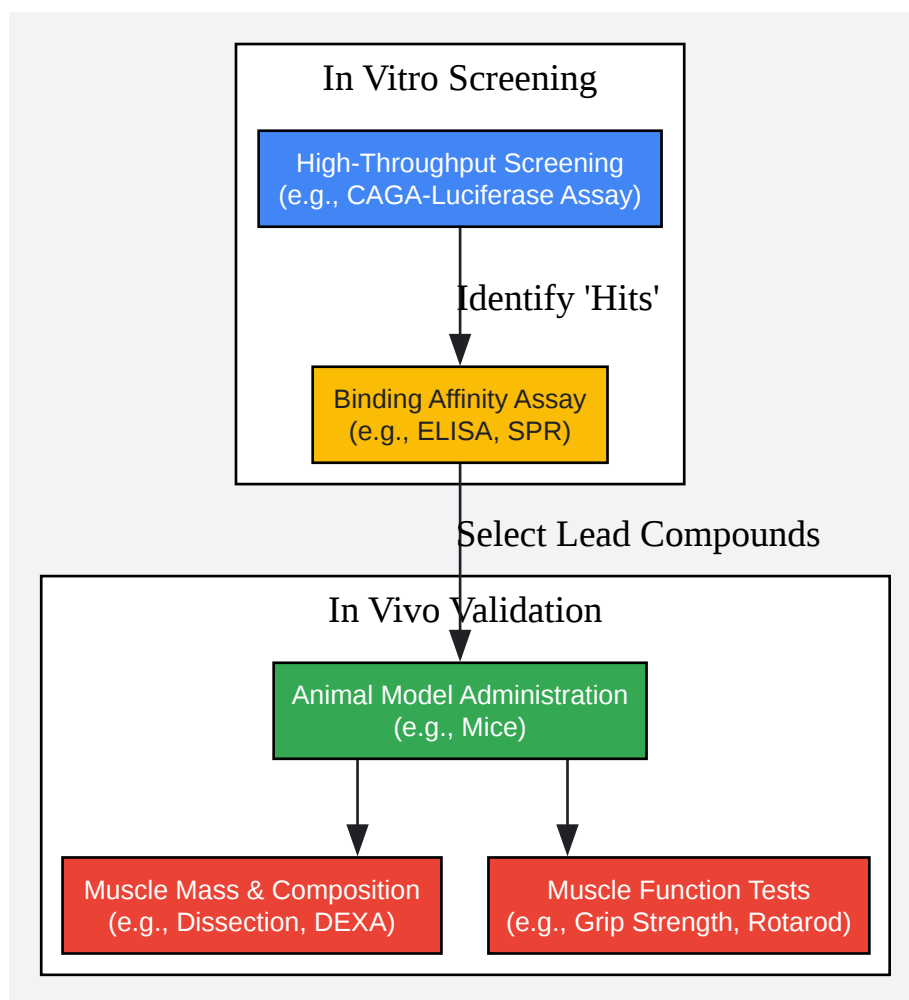 In Vitro Screening
High-Throughput Screening
(e.g., CAGA-Luciferase Assay)
Identify 'Hits'
Binding Affinity Assay
(e.g., ELISA, SPR)
Select Lead Compounds
In Vivo Validation
Animal Model Administration
(e.g., Mice)
Muscle Mass & Composition
(e.g., Dissection, DEXA)
Muscle Function Tests
(e.g., Grip Strength, Rotarod)